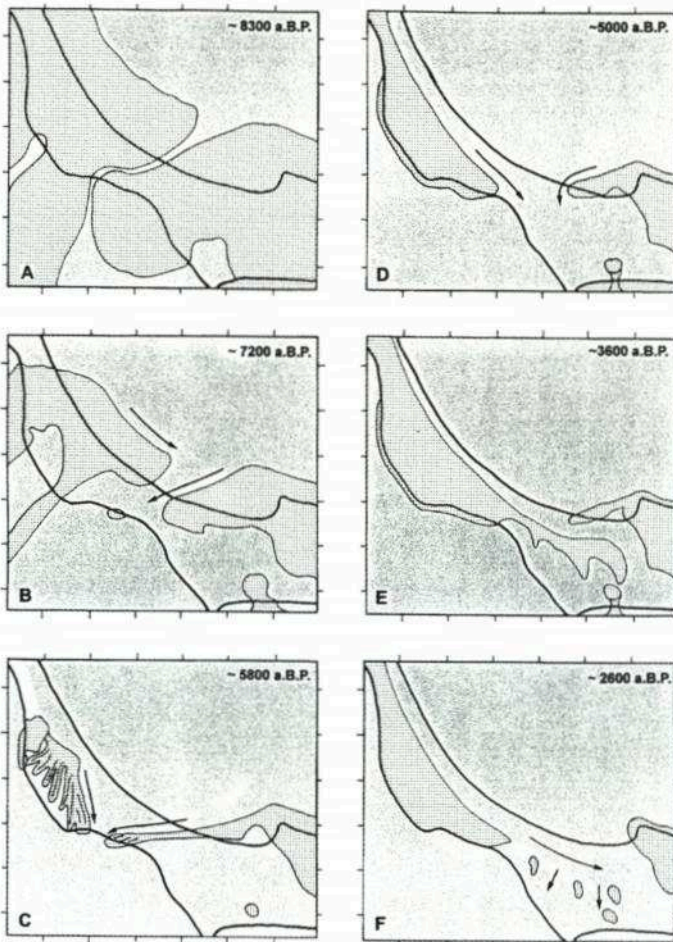 ~ 8300 a.B.P.
A
~5000 a.B.P.
D
~ 7200 a.B.P.
B
~3600 a.B.P.
E
~ 5800 a.B.P.
C
~ 2600 a.B.P.
F